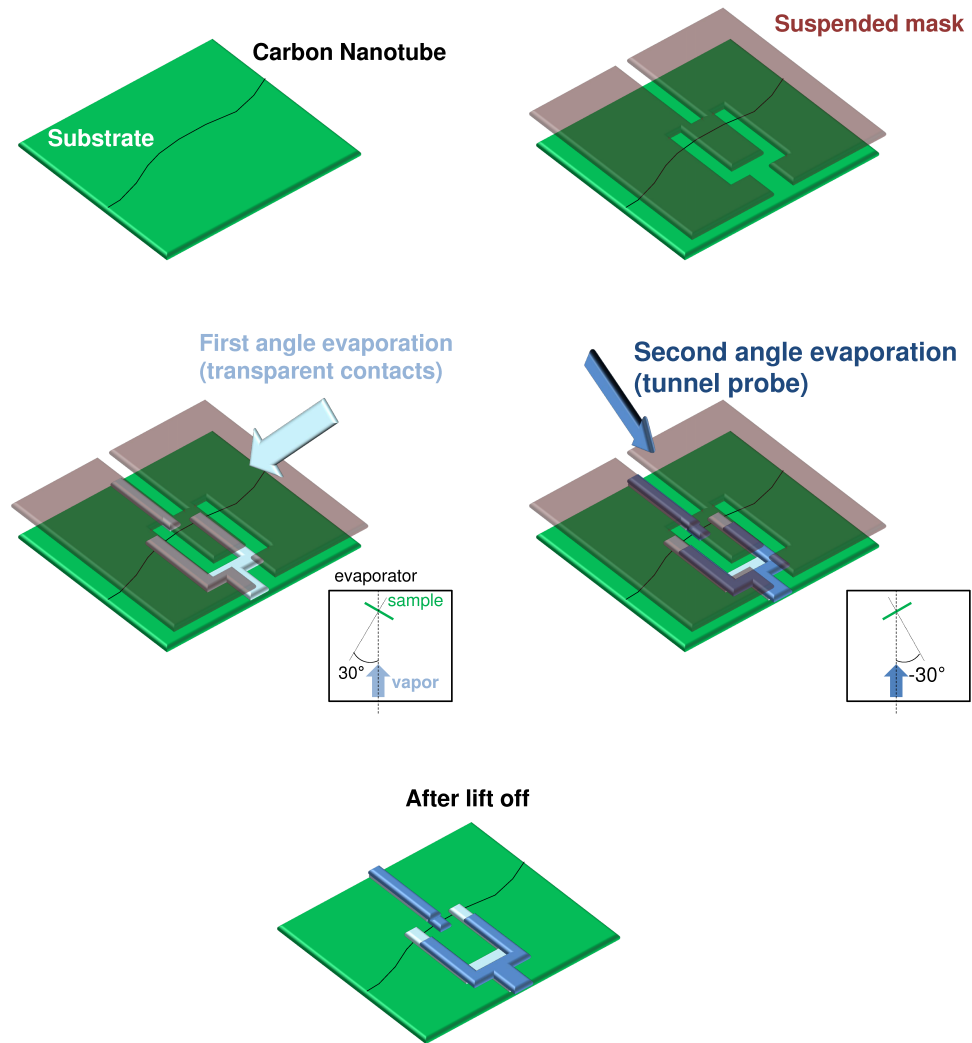 Carbon Nanotube
Substrate
Suspended mask
First angle evaporation
(transparent contacts)
evaporator
sample
30°
vapor
Second angle evaporation
(tunnel probe)
-30°
After lift off